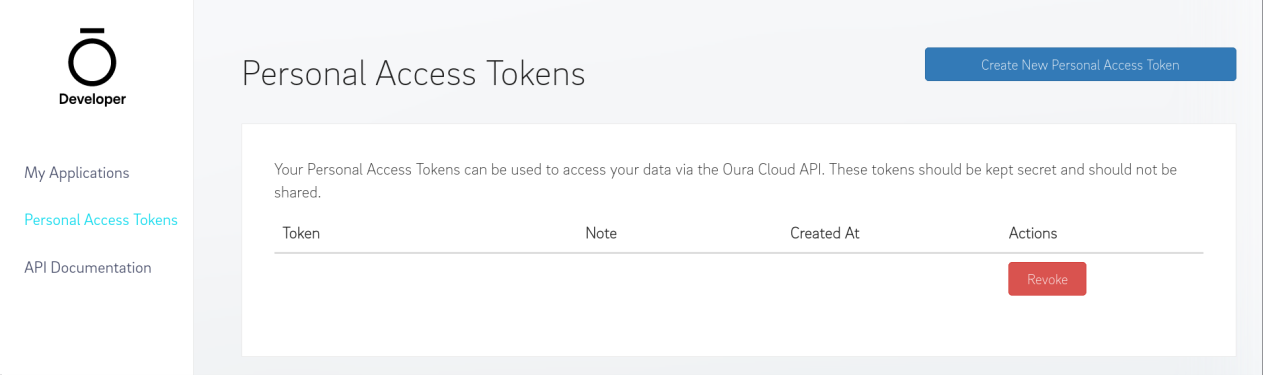 Developer
My Applications
Personal Access Tokens
API Documentation
Personal Access Tokens
Create New Personal Access Token
Your Personal Access Tokens can be used to access your data via the Oura Cloud API. These tokens should be kept secret and should not be
shared.
Token Note Created At Actions
Revoke